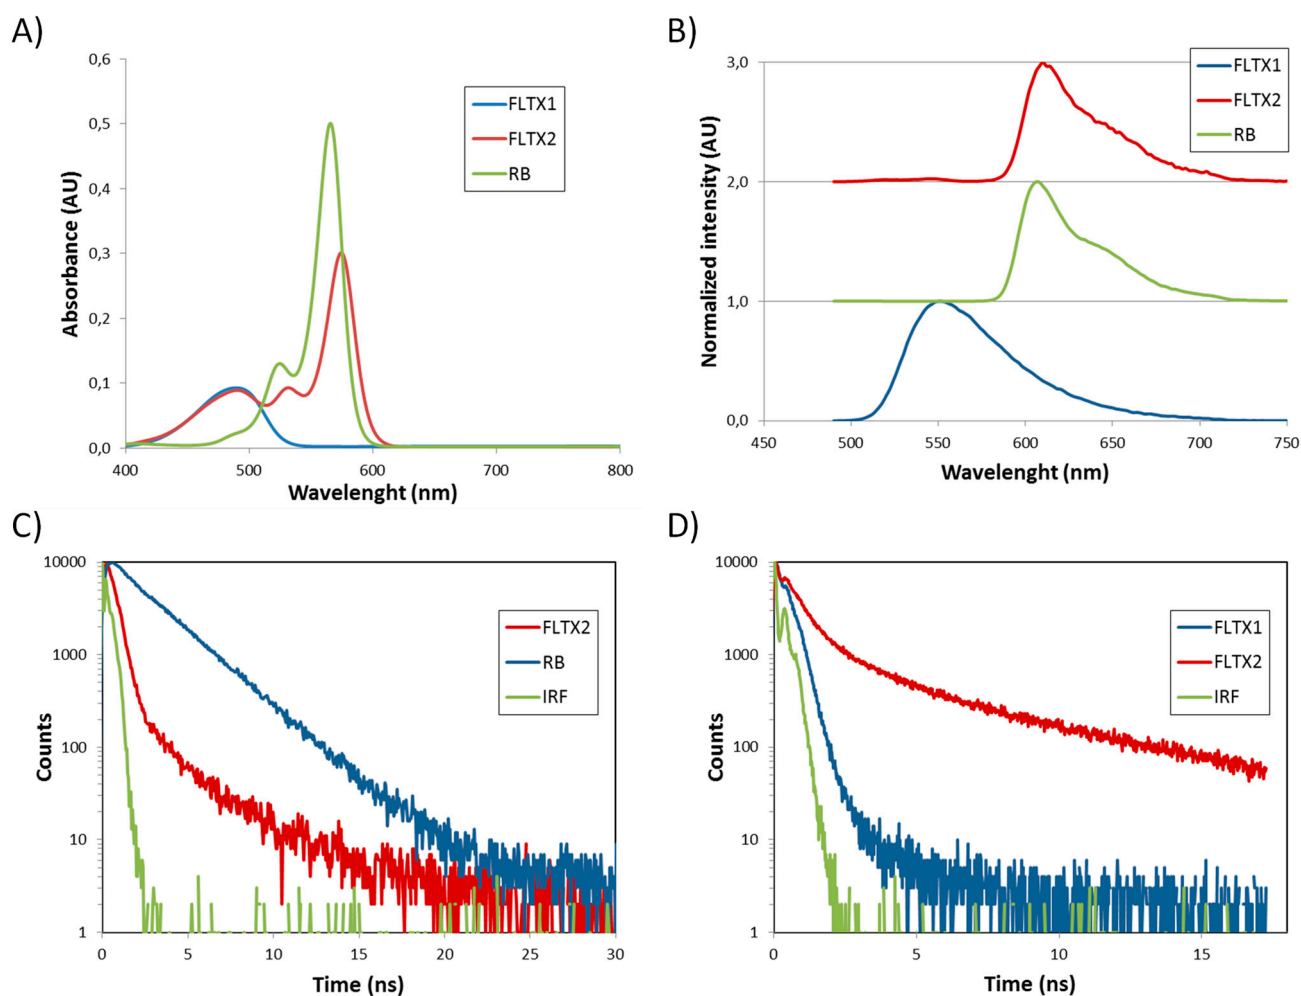 A)
0,6
0,5
0,4
0,3
0,2
0,1
0,0
Absorbance (AU)
400
500
600
700
800
Wavelenght (nm)
FLTX1
FLTX2
RB
B)
3,0
2,0
1,0
0,0
Normalized intensity (AU)
450
500
550
600
650
700
750
Wavelenght (nm)
FLTX1
FLTX2
RB
C)
10000
1000
100
10
1
Counts
0
5
10
15
20
25
30
Time (ns)
FLTX2
RB
IRF
D)
10000
1000
100
10
1
Counts
0
5
10
15
Time (ns)
FLTX1
FLTX2
IRF